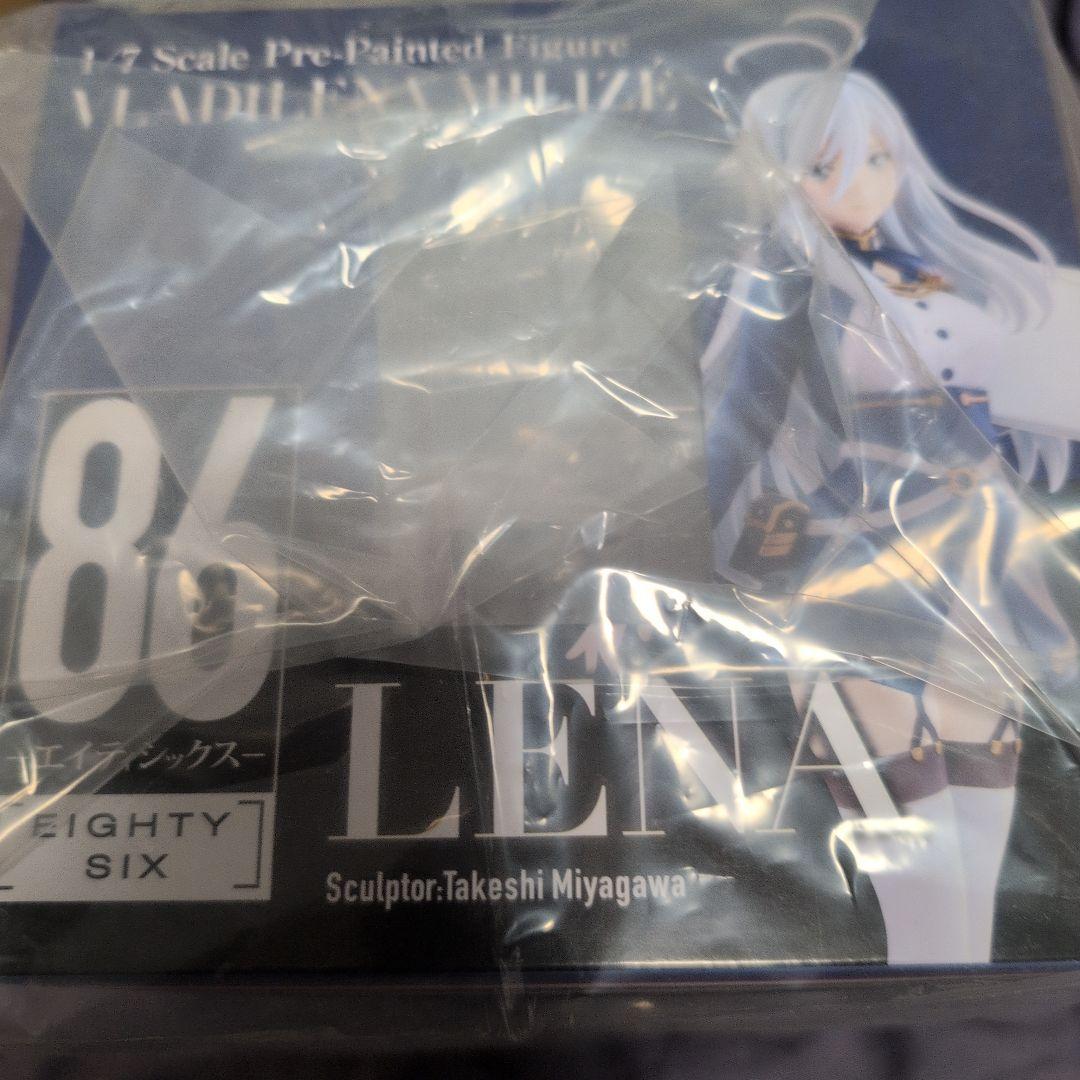 1/7 Scale Pre-Painted Figure
VLADILENA MILIZÉ
86
-エイティシックス-
EIGHTY
SIX
LENA
Sculptor:Takeshi Miyagawa